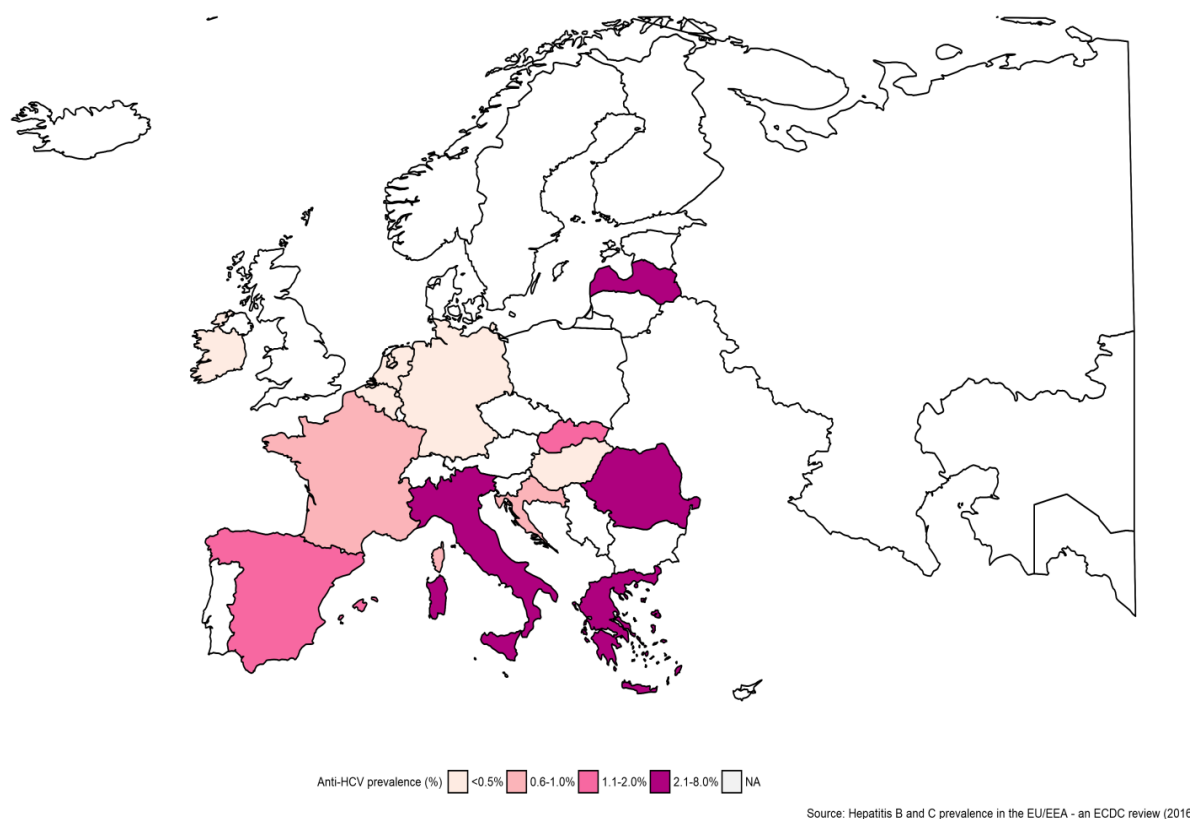 Anti-HCV prevalence (%) <0.5% 0.6-1.0% 1.1-2.0% 2.1-8.0% NA
Source: Hepatitis B and C prevalence in the EU/EEA - an ECDC review (2016